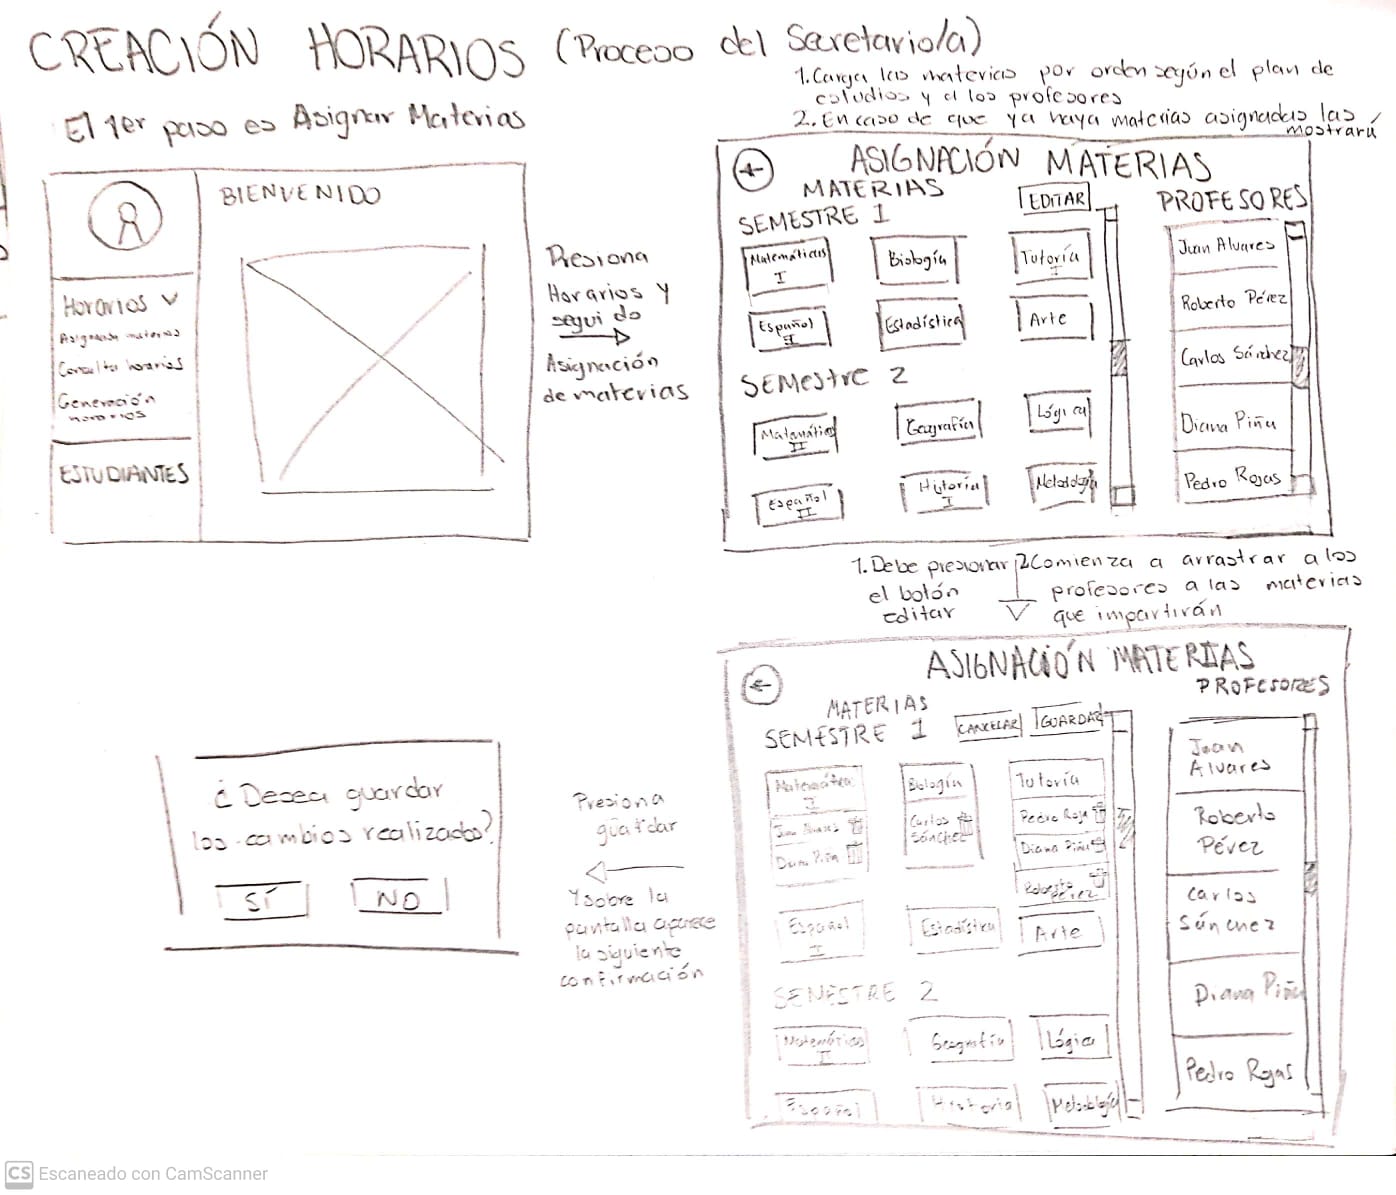 CREACIÓN HORARIOS (Proceso del Secretario/a)
El 1er paso es Asignar Materias
1. Carga las materias por orden según el plan de
estudios y a los profesores
2. En caso de que ya haya materias asignadas las
mostrará
BIENVENIDO
Horarios
Asignación materias
Consulta horarios
Generación
horarios
ESTUDIANTES
Presiona
Horarios y
seguido
Asignación
de materias
ASIGNACIÓN MATERIAS
MATERIAS
EDITAR
PROFESORES
SEMESTRE 1
Matemáticas
I
Biología
Tutoría
I
Español
I
Estadística
Arte
SEMESTRE 2
Matemáticas
II
Geografía
Lógica
Español
II
Historia
I
Metodología
Juan Alvares
Roberto Pérez
Carlos Sánchez
Diana Piña
Pedro Rojas
1. Debe presionar
el botón
editar
2 Comienza a arrastrar a los
profesores a las materias
que impartirán
ASIGNACIÓN MATERIAS
PROFESORES
MATERIAS
SEMESTRE 1
CANCELAR
GUARDAR
Matemática
I
Juan Alvares
Diana Piña
Biología
Carlos
Sánchez
Tutoría
Pedro Rojas
Diana Piña
Roberto
Pérez
Español
II
Estadística
Arte
SEMESTRE 2
Matemáticas
II
Geografía
Lógica
Español
Historia
Metodología
Juan
Alvares
Roberto
Pévez
Carlos
Sánchez
Diana Piña
Pedro Rojas
Presiona
guardar
Y sobre la
pantalla aparece
la siguiente
confirmación
¿Desea guardar
los cambios realizados?
SÍ
NO
CS Escaneado con CamScanner